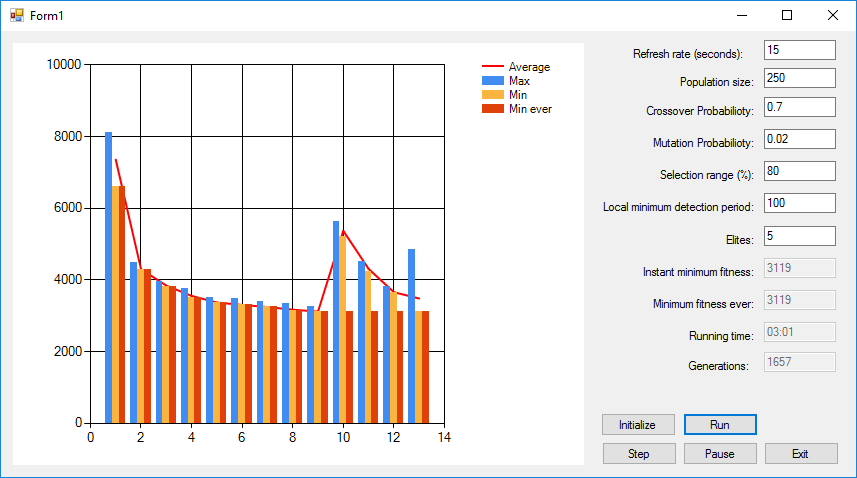 Form1
10000
8000
6000
4000
2000
0
0 2 4 6 8 10 12 14
Average
Max
Min
Min ever
Refresh rate (seconds): 15
Population size: 250
Crossover Probabilioty: 0.7
Mutation Probabilioty: 0.02
Selection range (%): 80
Local minimum detection period: 100
Elites: 5
Instant minimum fitness: 3119
Minimum fitness ever: 3119
Running time: 03:01
Generations: 1657
Initialize Run
Step Pause Exit